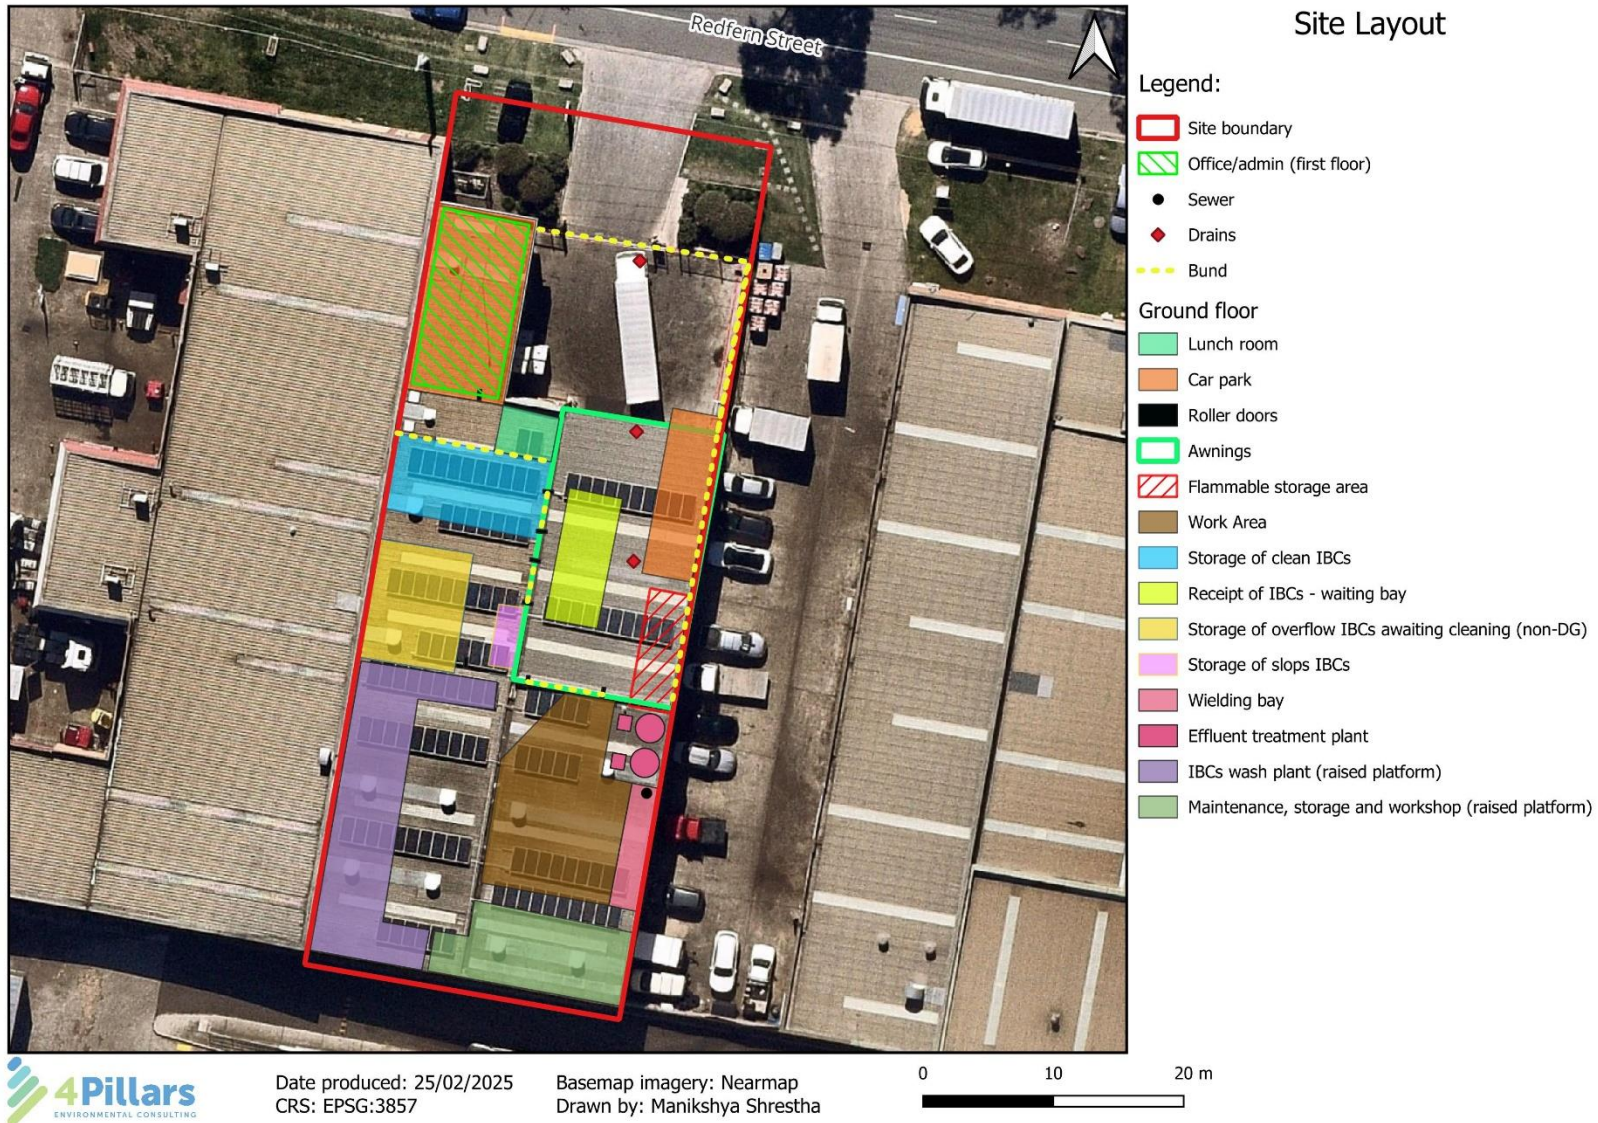 Redfern Street
Site Layout
Legend:
Site boundary
Office/admin (first floor)
Sewer
Drains
Bund
Ground floor
Lunch room
Car park
Roller doors
Awnings
Flammable storage area
Work Area
Storage of clean IBCs
Receipt of IBCs - waiting bay
Storage of overflow IBCs awaiting cleaning (non-DG)
Storage of slops IBCs
Wielding bay
Effluent treatment plant
IBCs wash plant (raised platform)
Maintenance, storage and workshop (raised platform)
4Pillars
ENVIRONMENTAL CONSULTING
Date produced: 25/02/2025
CRS: EPSG:3857
Basemap imagery: Nearmap
Drawn by: Manikshya Shrestha
0 10 20 m